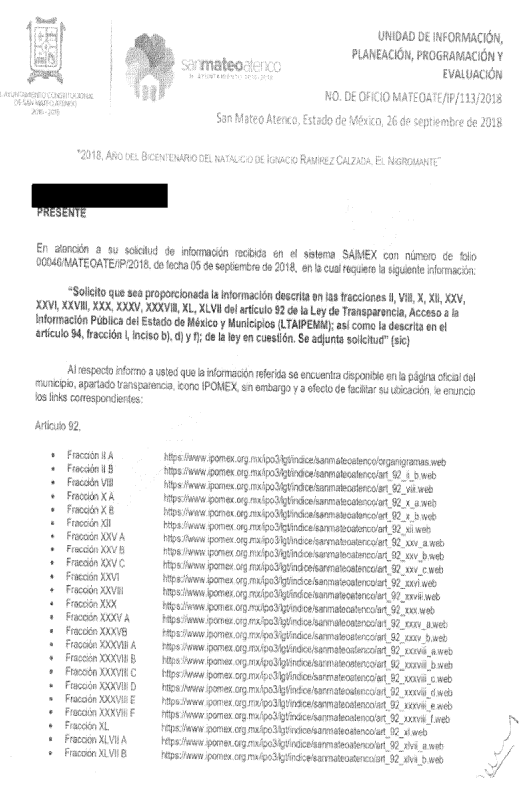 H. AYUNTAMIENTO CONSTITUCIONAL
DE SAN MATEO ATENCO
2016 - 2018
sanmateoatenco
H. AYUNTAMIENTO 2016-2018
UNIDAD DE INFORMACIÓN,
PLANEACIÓN, PROGRAMACIÓN Y
EVALUACIÓN
NO. DE OFICIO MATEOATE/IP/113/2018
San Mateo Atenco, Estado de México, 26 de septiembre de 2018
"2018, AÑO DEL BICENTENARIO DEL NATALICIO DE IGNACIO RAMÍREZ CALZADA, EL NIGROMANTE"
PRESENTE
En atención a su solicitud de información recibida en el sistema SAIMEX con número de folio
00046/MATEOATE/IP/2018, de fecha 05 de septiembre de 2018, en la cual requiere la siguiente información:
"Solicito que sea proporcionada la información descrita en las fracciones II, VIII, X, XII, XXV,
XXVI, XXVIII, XXX, XXXV, XXXVIII, XL, XLVII del artículo 92 de la Ley de Transparencia, Acceso a la
Información Pública del Estado de México y Municipios (LTAIPEMM); así como la descrita en el
artículo 94, fracción I, inciso b), d) y f); de la ley en cuestión. Se adjunta solicitud" (sic)
Al respecto informo a usted que la información referida se encuentra disponible en la página oficial del
municipio, apartado transparencia, icono IPOMEX, sin embargo y a efecto de facilitar su ubicación, le enuncio
los links correspondientes:
Artículo 92.
• Fracción II A https://www.ipomex.org.mx/ipo3/lgt/indice/sanmateoatenco/organigramas.web
• Fracción II B https://www.ipomex.org.mx/ipo3/lgt/indice/sanmateoatenco/art_92_ii_b.web
• Fracción VIII https://www.ipomex.org.mx/ipo3/lgt/indice/sanmateoatenco/art_92_viii.web
• Fracción X A https://www.ipomex.org.mx/ipo3/lgt/indice/sanmateoatenco/art_92_x_a.web
• Fracción X B https://www.ipomex.org.mx/ipo3/lgt/indice/sanmateoatenco/art_92_x_b.web
• Fracción XII https://www.ipomex.org.mx/ipo3/lgt/indice/sanmateoatenco/art_92_xii.web
• Fracción XXV A https://www.ipomex.org.mx/ipo3/lgt/indice/sanmateoatenco/art_92_xxv_a.web
• Fracción XXV B https://www.ipomex.org.mx/ipo3/lgt/indice/sanmateoatenco/art_92_xxv_b.web
• Fracción XXV C https://www.ipomex.org.mx/ipo3/lgt/indice/sanmateoatenco/art_92_xxv_c.web
• Fracción XXVI https://www.ipomex.org.mx/ipo3/lgt/indice/sanmateoatenco/art_92_xxvi.web
• Fracción XXVIII https://www.ipomex.org.mx/ipo3/lgt/indice/sanmateoatenco/art_92_xxviii.web
• Fracción XXX https://www.ipomex.org.mx/ipo3/lgt/indice/sanmateoatenco/art_92_xxx.web
• Fracción XXXV A https://www.ipomex.org.mx/ipo3/lgt/indice/sanmateoatenco/art_92_xxxv_a.web
• Fracción XXXVB https://www.ipomex.org.mx/ipo3/lgt/indice/sanmateoatenco/art_92_xxxv_b.web
• Fracción XXXVIII A https://www.ipomex.org.mx/ipo3/lgt/indice/sanmateoatenco/art_92_xxxviii_a.web
• Fracción XXXVIII B https://www.ipomex.org.mx/ipo3/lgt/indice/sanmateoatenco/art_92_xxxviii_b.web
• Fracción XXXVIII C https://www.ipomex.org.mx/ipo3/lgt/indice/sanmateoatenco/art_92_xxxviii_c.web
• Fracción XXXVIII D https://www.ipomex.org.mx/ipo3/lgt/indice/sanmateoatenco/art_92_xxxviii_d.web
• Fracción XXXVIII E https://www.ipomex.org.mx/ipo3/lgt/indice/sanmateoatenco/art_92_xxxviii_e.web
• Fracción XXXVIII F https://www.ipomex.org.mx/ipo3/lgt/indice/sanmateoatenco/art_92_xxxviii_f.web
• Fracción XL https://www.ipomex.org.mx/ipo3/lgt/indice/sanmateoatenco/art_92_xl.web
• Fracción XLVII A https://www.ipomex.org.mx/ipo3/lgt/indice/sanmateoatenco/art_92_xlvii_a.web
• Fracción XLVII B https://www.ipomex.org.mx/ipo3/lgt/indice/sanmateoatenco/art_92_xlvii_b.web